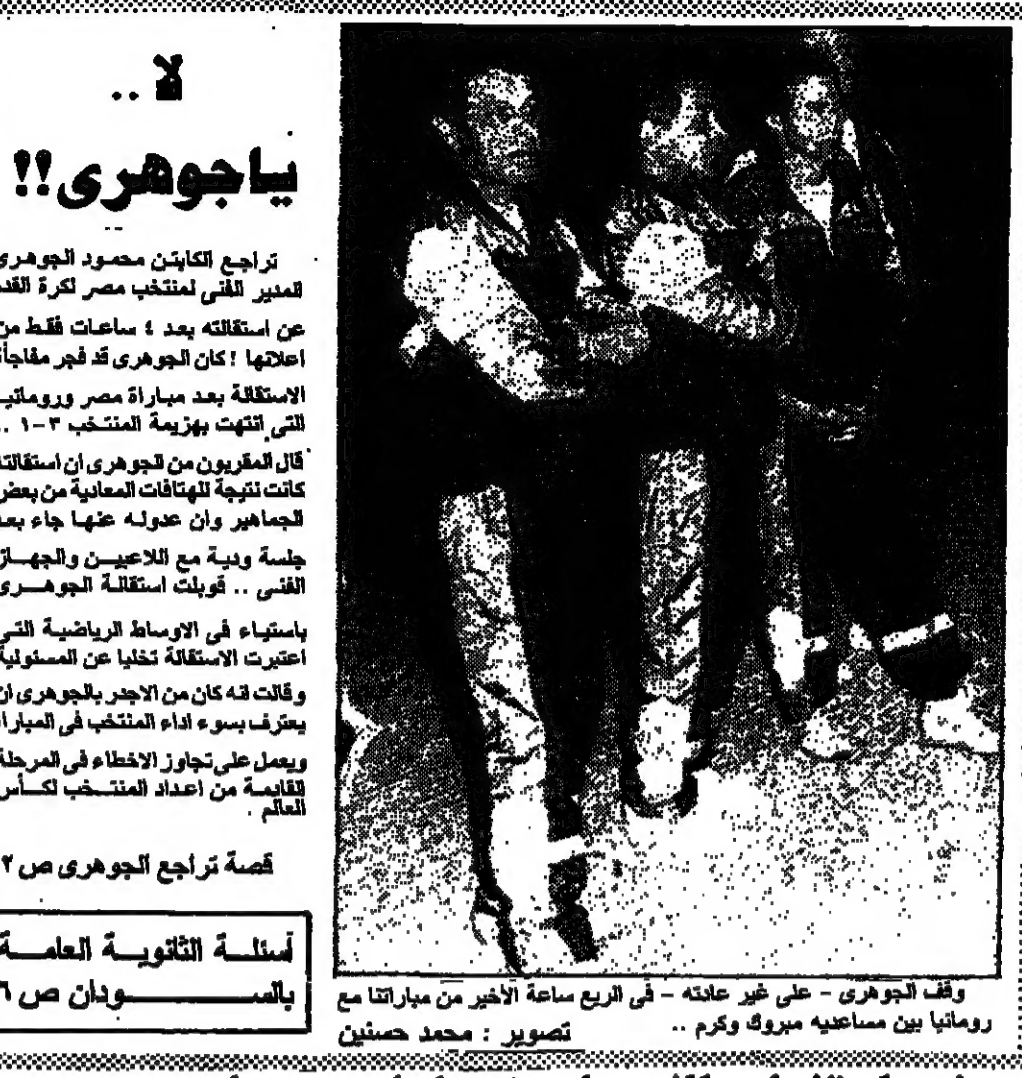 لا ..
ياجوهرى !!
تراجع الكابتن محمود الجوهرى
المدير الفنى لمنتخب مصر لكرة القد
عن استقالته بعد ٤ ساعات فقط من
اعلانها ! كان الجوهرى قد فجر مفاجأ
الاستقالة بعد مباراة مصر ورومانيـ
التى انتهت بهزيمة المنتخب ٣-١ ..
قال المقربون من الجوهرى ان استقالته
كانت نتيجة للهتافات المعادية من بعض
الجماهير وان عدوله عنها جاء بعد
جلسة ودية مع اللاعبين والجهاز
الفنى .. قوبلت استقالة الجوهرى
باستياء فى الاوساط الرياضية التى
اعتبرت الاستقالة تخليا عن المسئولية
وقالت انه كان من الاجدر بالجوهرى ان
يعترف بسوء اداء المنتخب فى المبارا
ويعمل على تجاوز الاخطاء فى المرحلة
القادمة من اعداد المنتخب لكأس
العالم .
قصة تراجع الجوهرى ص ٢
أسئلة الثانوية العامة
بالسودان ص ٦
وقف الجوهرى - على غير عادته - فى الربع ساعة الأخير من مباراتنا مع
رومانيا بين مساعديه مبروك وكرم ..
تصوير : محمد حسنين